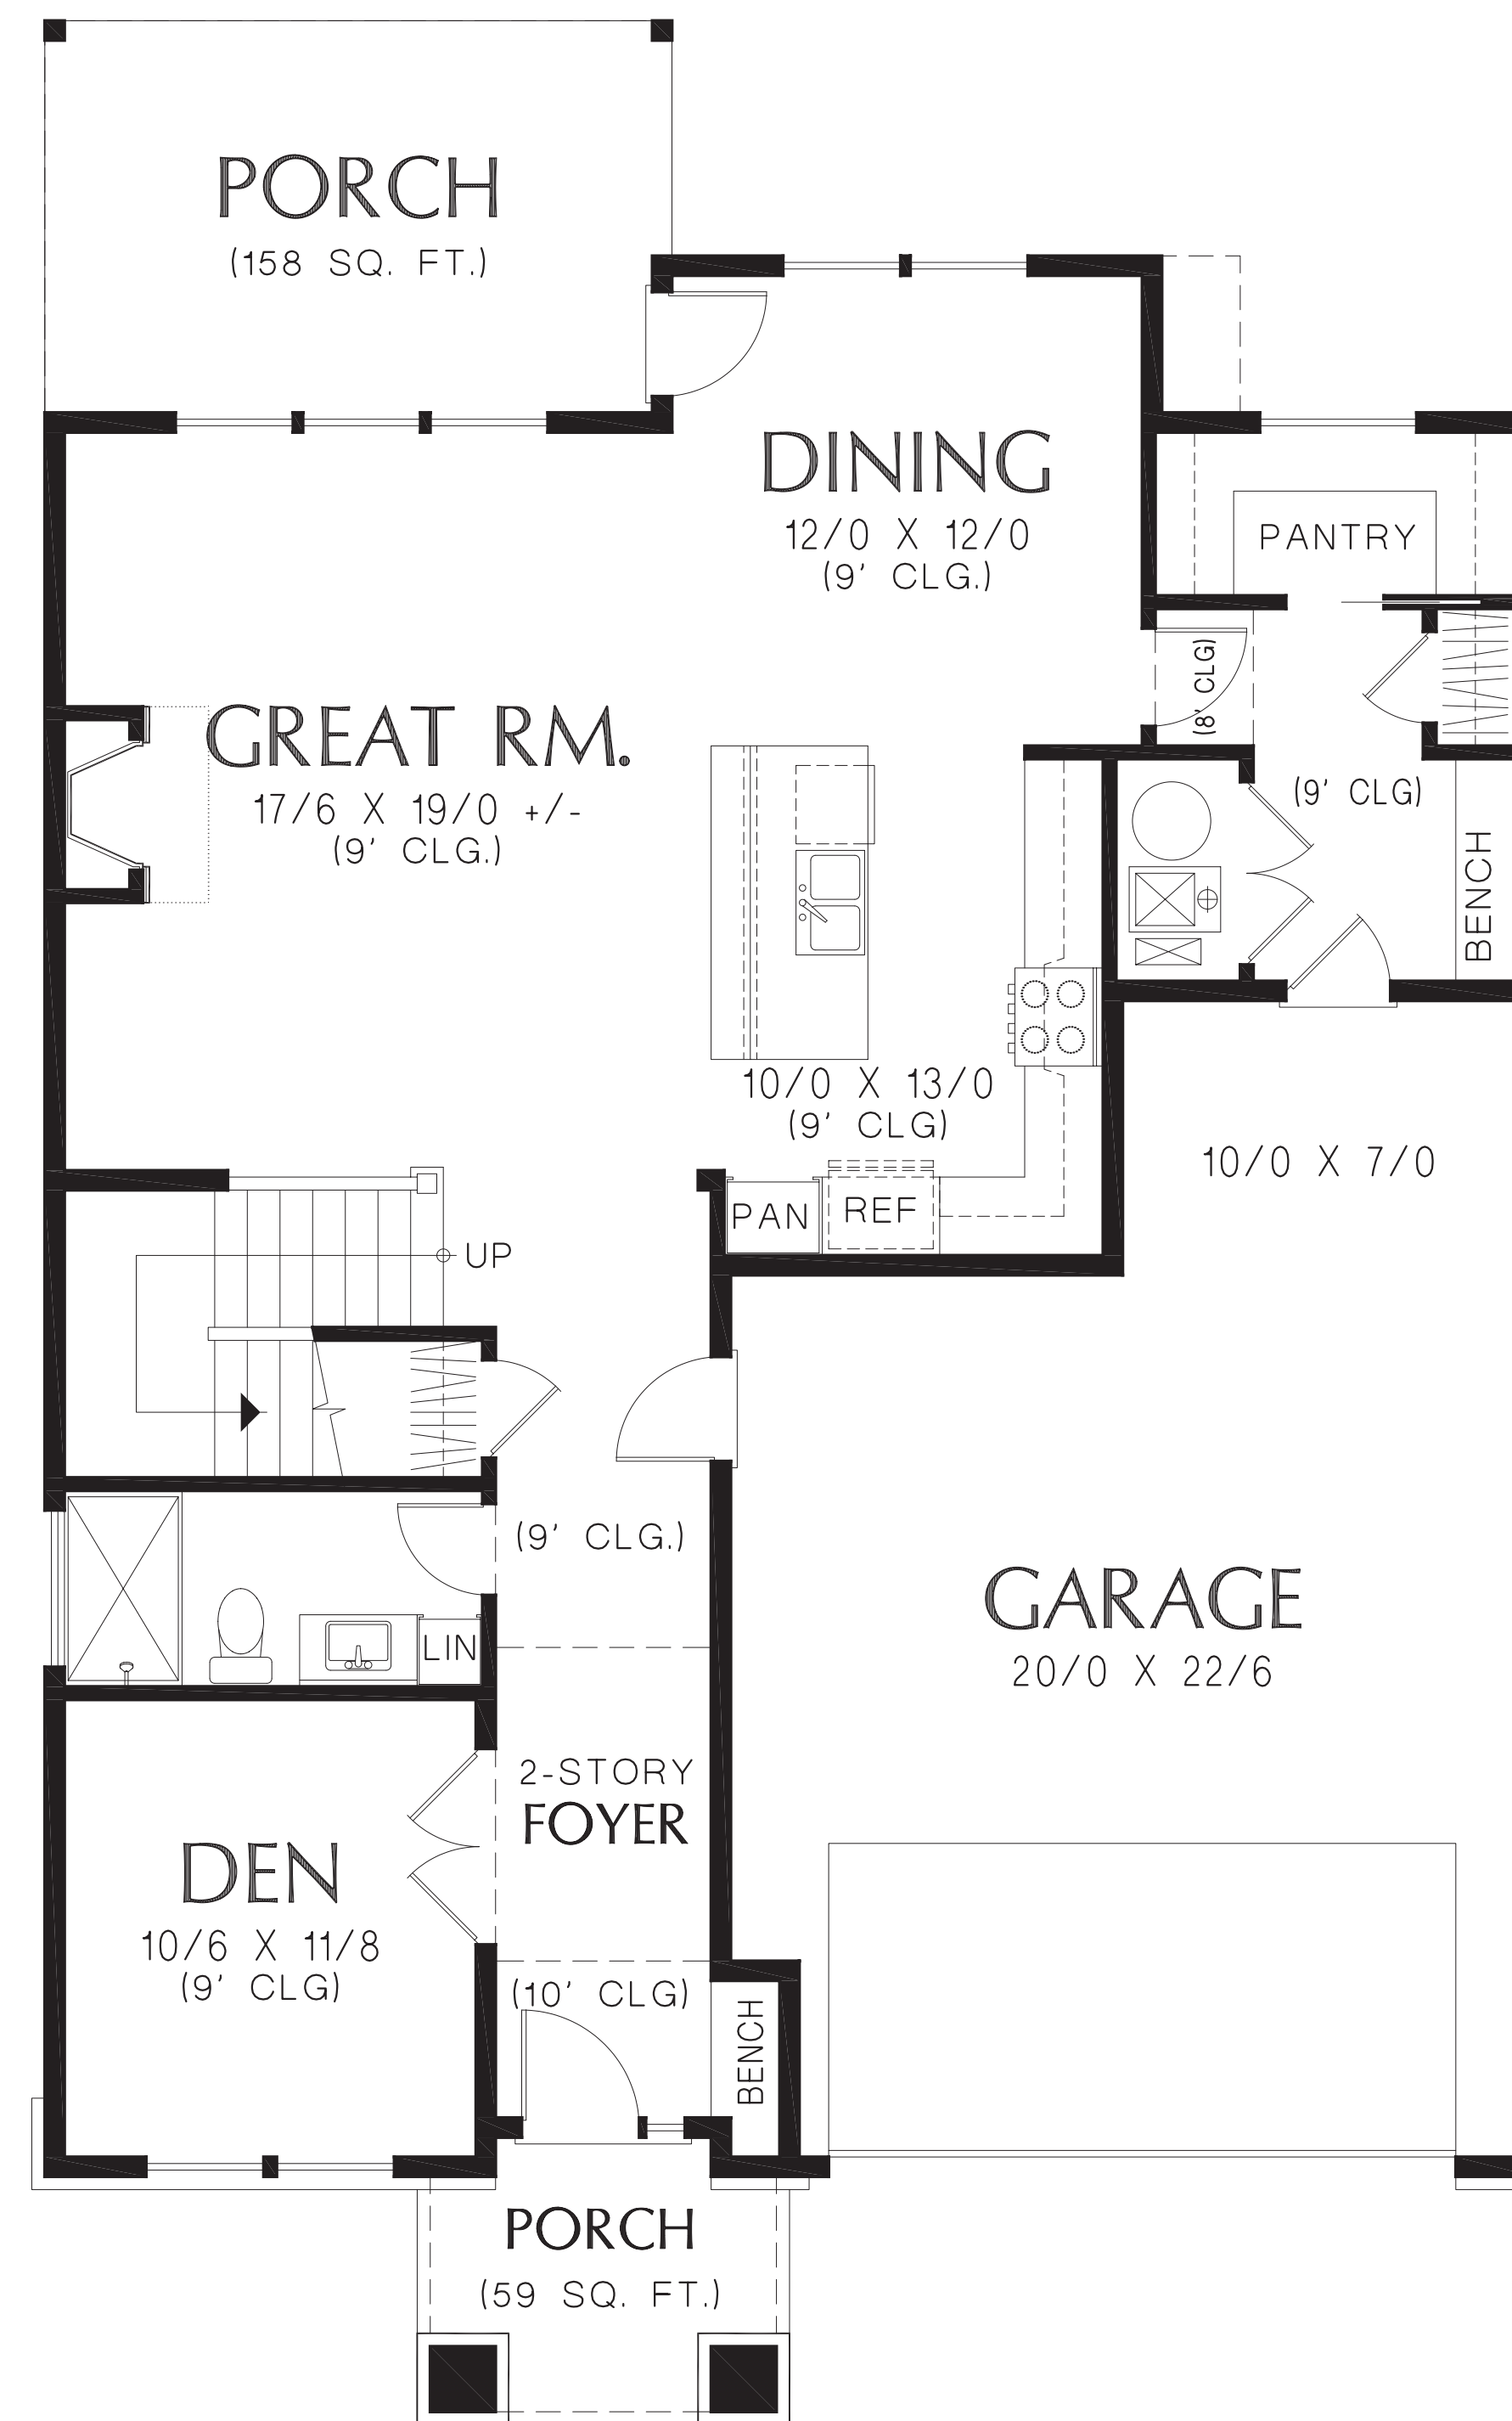 PORCH
(158 SQ. FT.)
DINING
12/0 X 12/0
(9' CLG.)
PANTRY
(8' CLG)
GREAT RM.
17/6 X 19/0 +/-
(9' CLG.)
(9' CLG)
BENCH
10/0 X 13/0
(9' CLG)
10/0 X 7/0
PAN
REF
UP
(9' CLG.)
LIN
GARAGE
20/0 X 22/6
2-STORY
FOYER
DEN
10/6 X 11/8
(9' CLG)
(10' CLG)
BENCH
PORCH
(59 SQ. FT.)